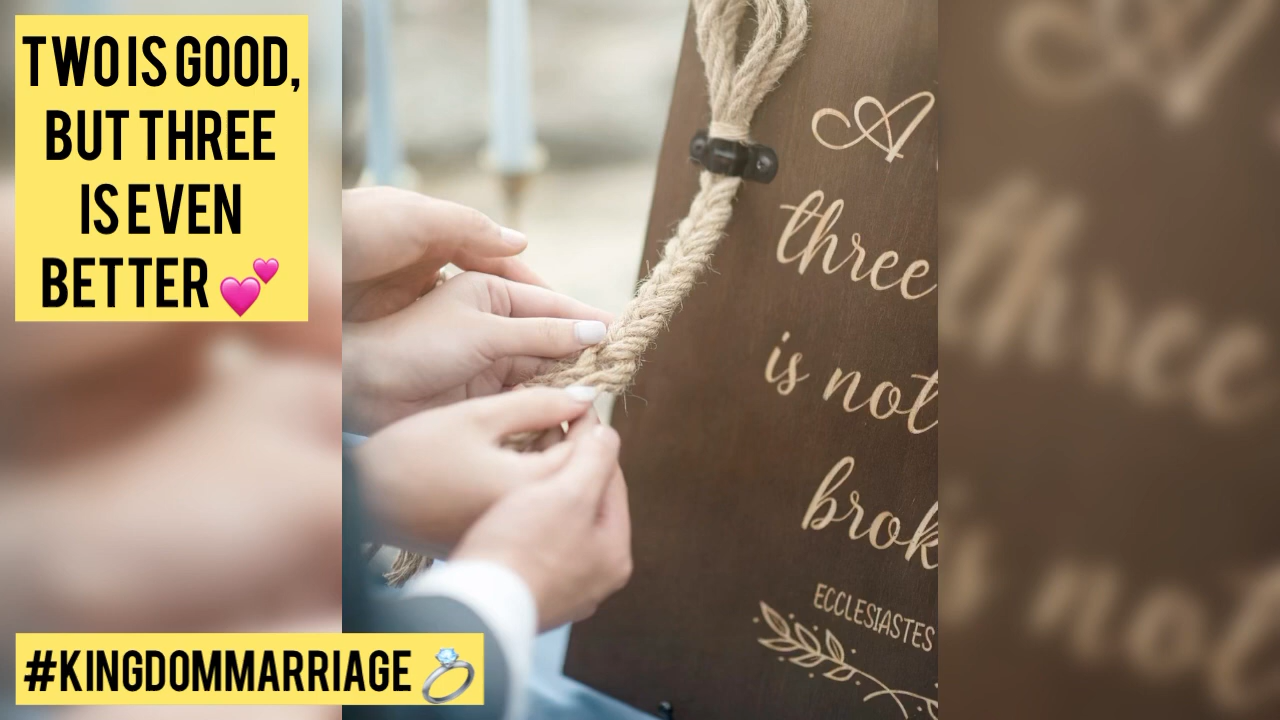 TWO IS GOOD,
BUT THREE
IS EVEN
BETTER 💕
A
three
is not
brok
ECCLESIASTES
#KINGDOMMARRIAGE 💍